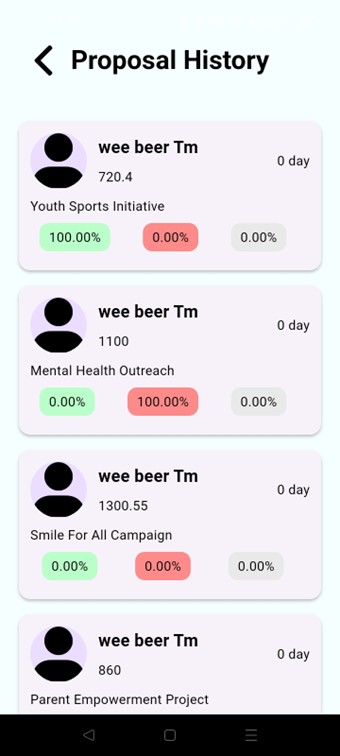 Proposal History
wee beer Tm
0 day
720.4
Youth Sports Initiative
100.00% 0.00% 0.00%
wee beer Tm
0 day
1100
Mental Health Outreach
0.00% 100.00% 0.00%
wee beer Tm
0 day
1300.55
Smile For All Campaign
0.00% 0.00% 0.00%
wee beer Tm
0 day
860
Parent Empowerment Project